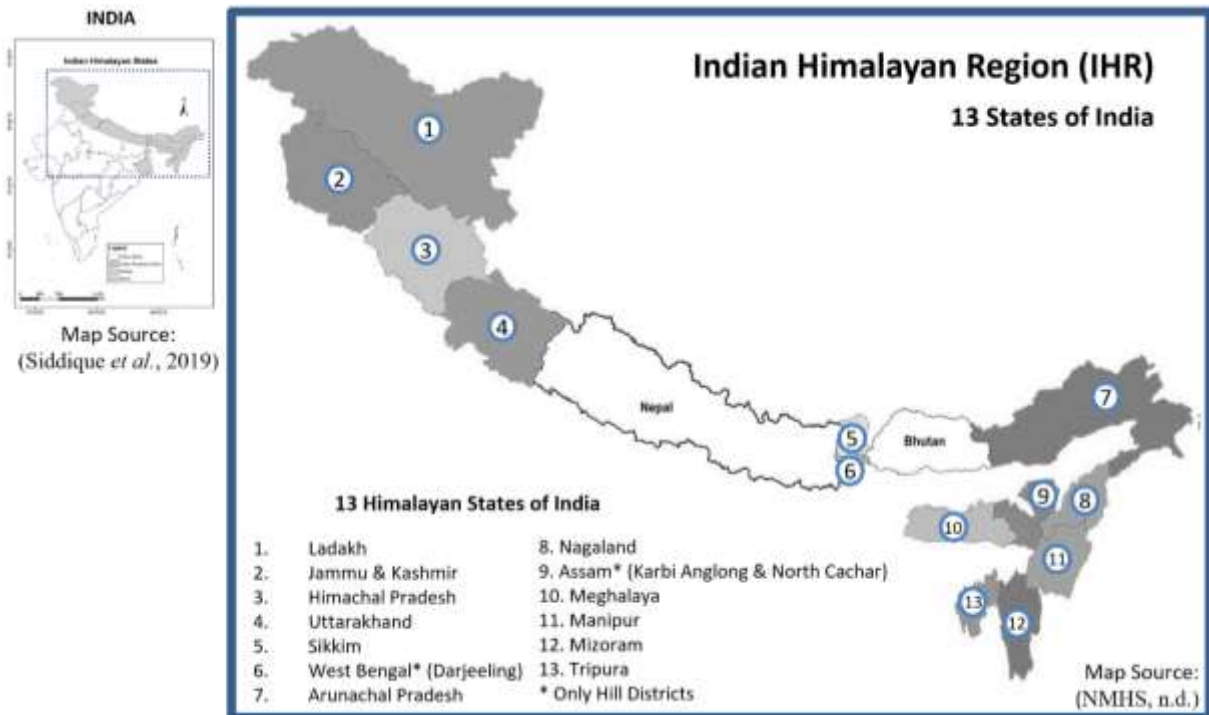 INDIA
Indian Himalayan States
Map Source:
(Siddique et al., 2019)
Indian Himalayan Region (IHR)
13 States of India
1
2
3
4
Nepal
5
6
Bhutan
7
8
9
10
11
12
13
13 Himalayan States of India
1. Ladakh
2. Jammu & Kashmir
3. Himachal Pradesh
4. Uttarakhand
5. Sikkim
6. West Bengal* (Darjeeling)
7. Arunachal Pradesh
8. Nagaland
9. Assam* (Karbi Anglong & North Cachar)
10. Meghalaya
11. Manipur
12. Mizoram
13. Tripura
* Only Hill Districts
Map Source:
(NMHS, n.d.)